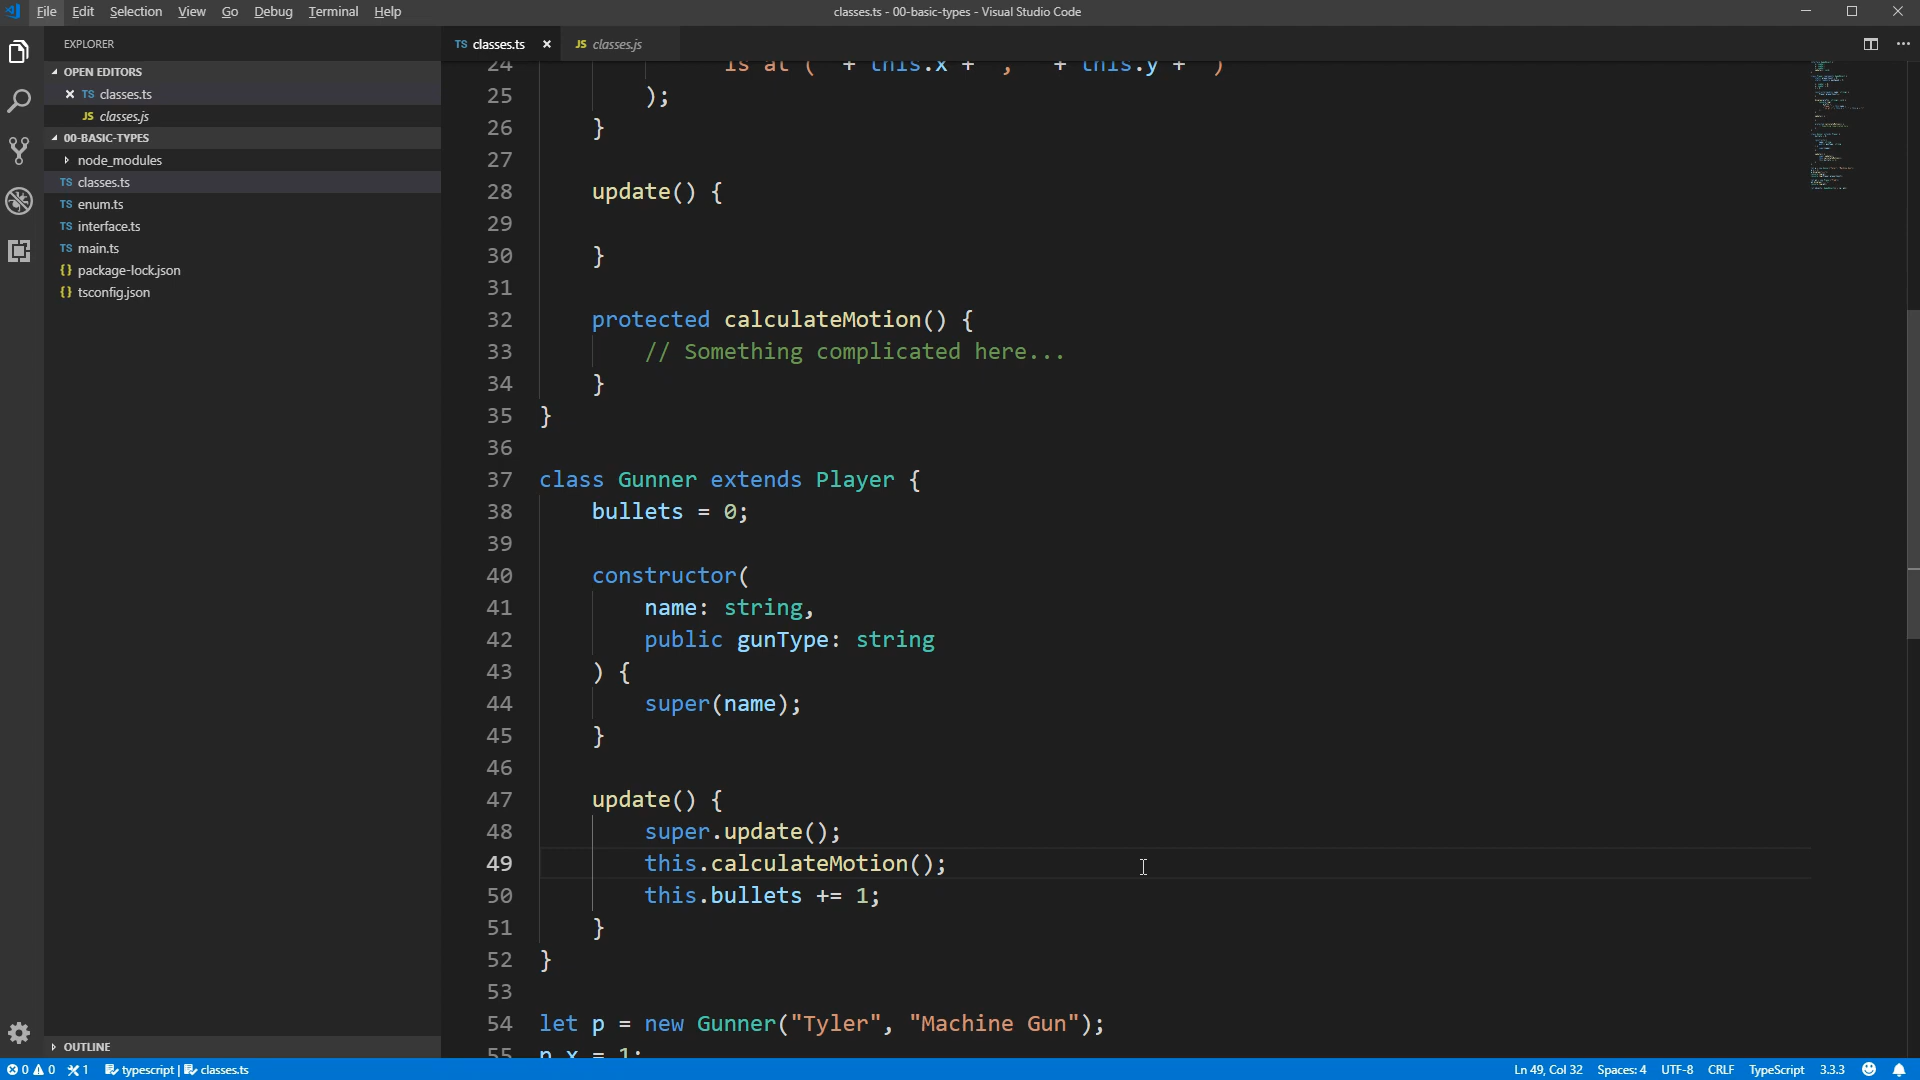 File Edit Selection View Go Debug Terminal Help
classes.ts - 00-basic-types - Visual Studio Code
EXPLORER
OPEN EDITORS
TS classes.ts
JS classes.js
00-BASIC-TYPES
node_modules
TS classes.ts
TS enum.ts
TS interface.ts
TS main.ts
{} package-lock.json
{} tsconfig.json
OUTLINE
TS classes.ts
JS classes.js
24 is at (" + this.x + ", " + this.y + ")
25 );
26 }
27
28 update() {
29
30 }
31
32 protected calculateMotion() {
33 // Something complicated here...
34 }
35 }
36
37 class Gunner extends Player {
38 bullets = 0;
39
40 constructor(
41 name: string,
42 public gunType: string
43 ) {
44 super(name);
45 }
46
47 update() {
48 super.update();
49 this.calculateMotion();
50 this.bullets += 1;
51 }
52 }
53
54 let p = new Gunner("Tyler", "Machine Gun");
55 p.x = 1;
0 0 1 typescript | classes.ts
Ln 49, Col 32 Spaces: 4 UTF-8 CRLF TypeScript 3.3.3